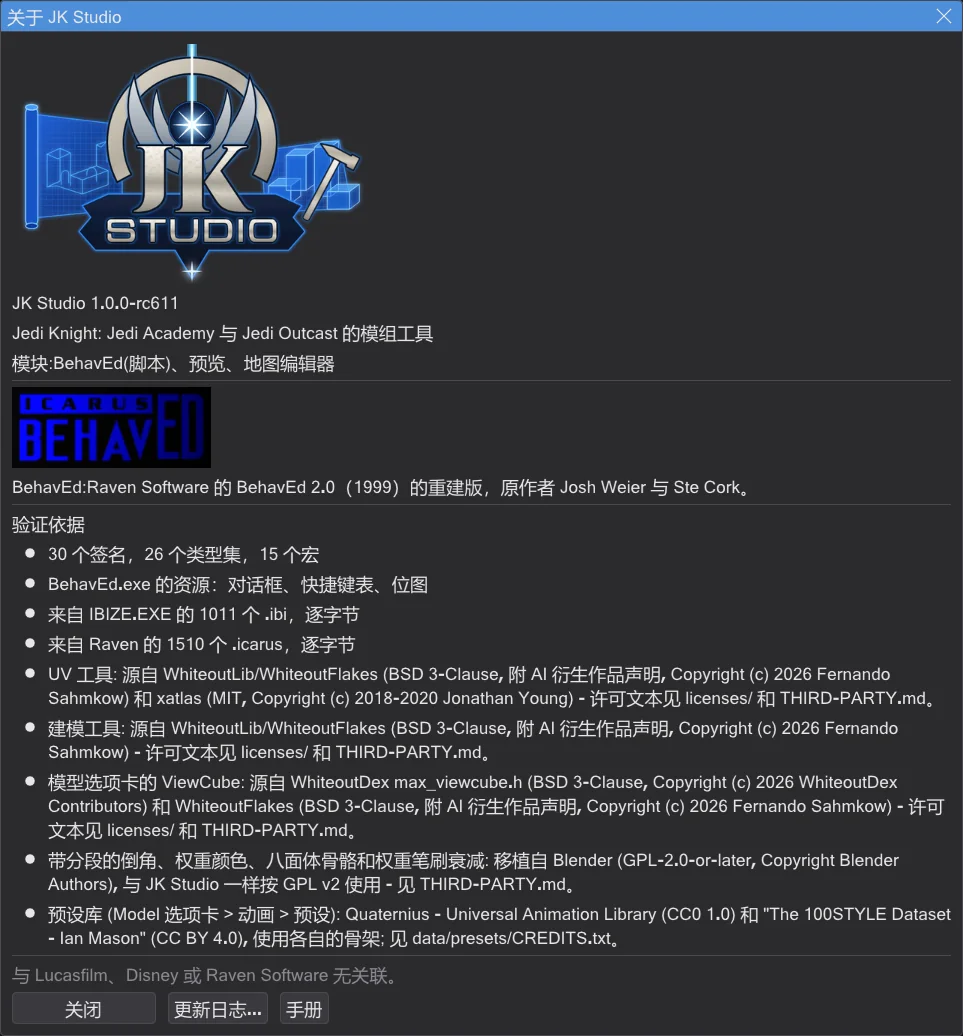 关于 JK Studio
JK
STUDIO
JK Studio 1.0.0-rc611
Jedi Knight: Jedi Academy 与 Jedi Outcast 的模组工具
模块:BehavEd(脚本)、预览、地图编辑器
ICARUS
BEHAVED
BehavEd:Raven Software 的 BehavEd 2.0（1999）的重建版，原作者 Josh Weier 与 Ste Cork。
验证依据
● 30 个签名，26 个类型集，15 个宏
● BehavEd.exe 的资源：对话框、快捷键表、位图
● 来自 IBIZE.EXE 的 1011 个 .ibi，逐字节
● 来自 Raven 的 1510 个 .icarus，逐字节
● UV 工具: 源自 WhiteoutLib/WhiteoutFlakes (BSD 3-Clause, 附 AI 衍生作品声明, Copyright (c) 2026 Fernando
Sahmkow) 和 xatlas (MIT, Copyright (c) 2018-2020 Jonathan Young) - 许可文本见 licenses/ 和 THIRD-PARTY.md。
● 建模工具: 源自 WhiteoutLib/WhiteoutFlakes (BSD 3-Clause, 附 AI 衍生作品声明, Copyright (c) 2026 Fernando
Sahmkow) - 许可文本见 licenses/ 和 THIRD-PARTY.md。
● 模型选项卡的 ViewCube: 源自 WhiteoutDex max_viewcube.h (BSD 3-Clause, Copyright (c) 2026 WhiteoutDex
Contributors) 和 WhiteoutFlakes (BSD 3-Clause, 附 AI 衍生作品声明, Copyright (c) 2026 Fernando Sahmkow) - 许可
文本见 licenses/ 和 THIRD-PARTY.md。
● 带分段的倒角、权重颜色、八面体骨骼和权重笔刷衰减: 移植自 Blender (GPL-2.0-or-later, Copyright Blender
Authors), 与 JK Studio 一样按 GPL v2 使用 - 见 THIRD-PARTY.md。
● 预设库 (Model 选项卡 > 动画 > 预设): Quaternius - Universal Animation Library (CC0 1.0) 和 "The 100STYLE Dataset
- Ian Mason" (CC BY 4.0), 使用各自的骨架; 见 data/presets/CREDITS.txt。
与 Lucasfilm、Disney 或 Raven Software 无关联。
关闭
更新日志...
手册